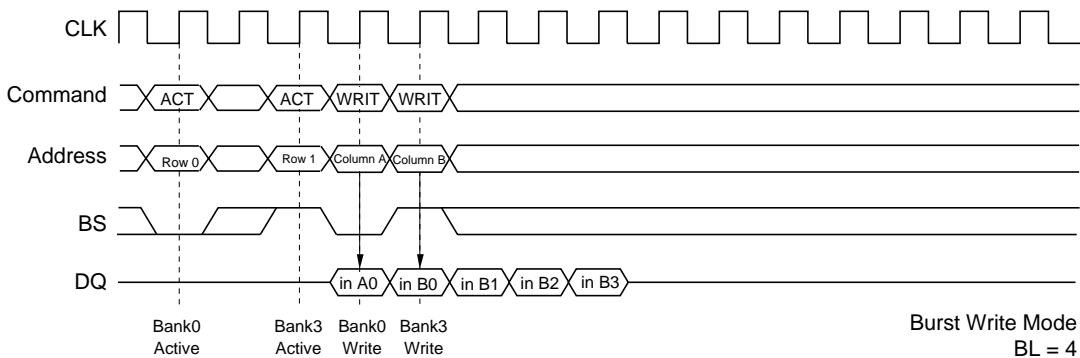 CLK
Command ACT ACT WRIT WRIT
Address Row 0 Row 1 Column A Column B
BS
DQ in A0 in B0 in B1 in B2 in B3
Bank0 Bank3 Bank0 Bank3
Active Active Write Write
Burst Write Mode
BL = 4